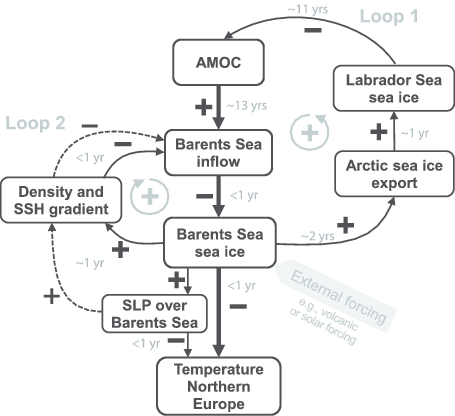 ~11 yrs
Loop 1
−
AMOC
Labrador Sea
sea ice
+
~13 yrs
Loop 2
−
−
<1 yr
Barents Sea
inflow
+
+
~1 yr
Arctic sea ice
export
Density and
SSH gradient
+
−
<1 yr
+
Barents Sea
sea ice
~2 yrs
+
~1 yr
+
+
<1 yr
−
External forcing
e.g., volcanic
or solar forcing
SLP over
Barents Sea
<1 yr
−
Temperature
Northern
Europe